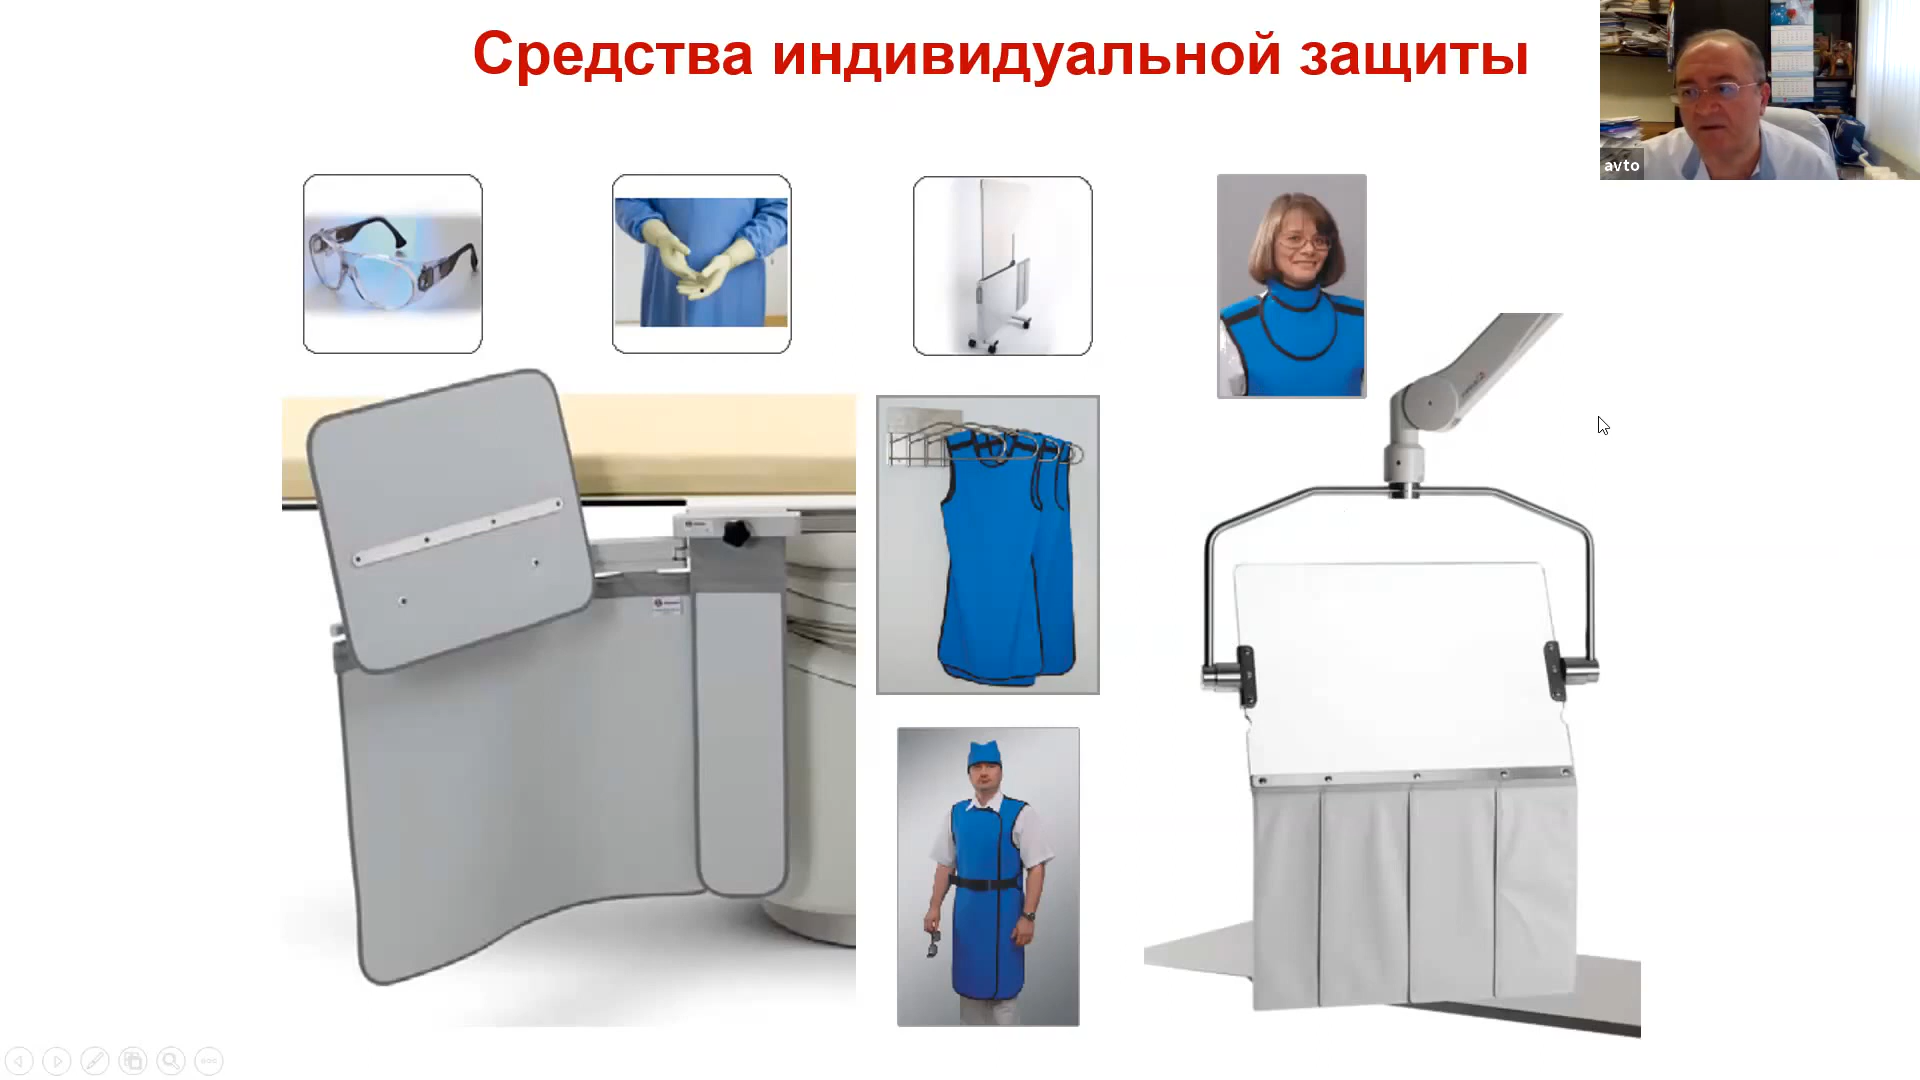 Средства индивидуальной защиты
avto